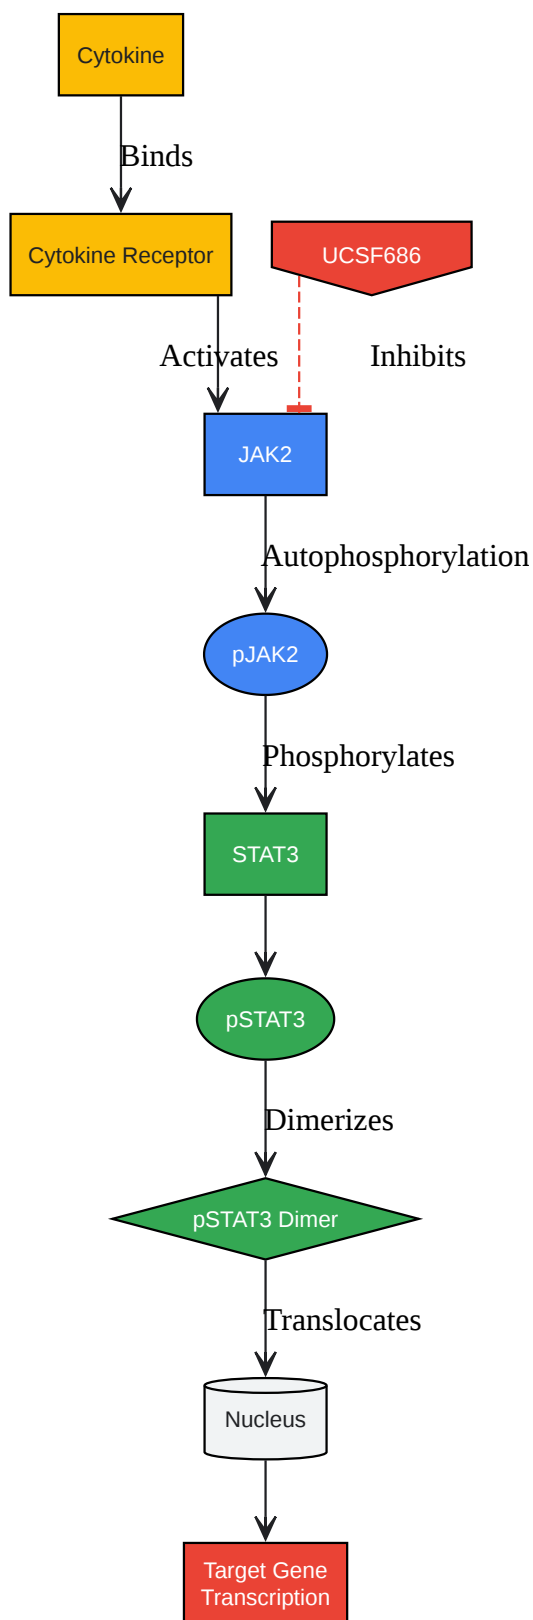 Cytokine
Binds
Cytokine Receptor
UCSF686
Activates
Inhibits
JAK2
Autophosphorylation
pJAK2
Phosphorylates
STAT3
pSTAT3
Dimerizes
pSTAT3 Dimer
Translocates
Nucleus
Target Gene
Transcription